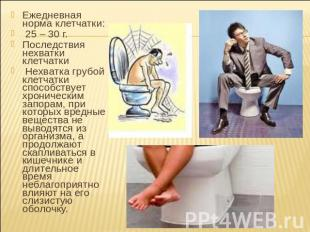 Ежедневная
норма клетчатки:
25 – 30 г.
Последствия
нехватки
клетчатки
Нехватка грубой
клетчатки
способствует
хроническим
запорам, при
которых вредные
вещества не
выводятся из
организма, а
продолжают
скапливаться в
кишечнике и
длительное
время
неблагоприятно
влияют на его
слизистую
оболочку.
PPt4WEB.ru